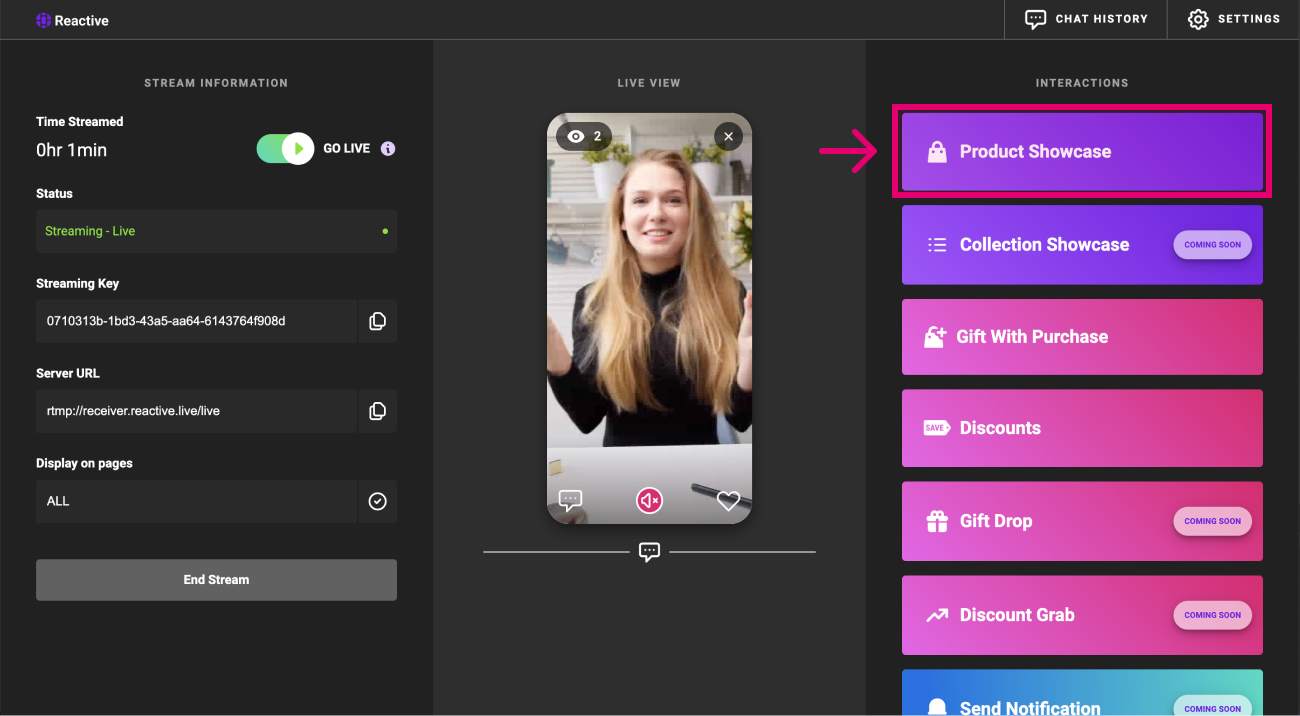 Reactive
CHAT HISTORY
SETTINGS
STREAM INFORMATION
Time Streamed
0hr 1min
GO LIVE
Status
Streaming - Live
Streaming Key
0710313b-1bd3-43a5-aa64-6143764f908d
Server URL
rtmp://receiver.reactive.live/live
Display on pages
ALL
End Stream
LIVE VIEW
2
INTERACTIONS
Product Showcase
Collection Showcase
COMING SOON
Gift With Purchase
SAVE
Discounts
Gift Drop
COMING SOON
Discount Grab
COMING SOON
Send Notification
COMING SOON